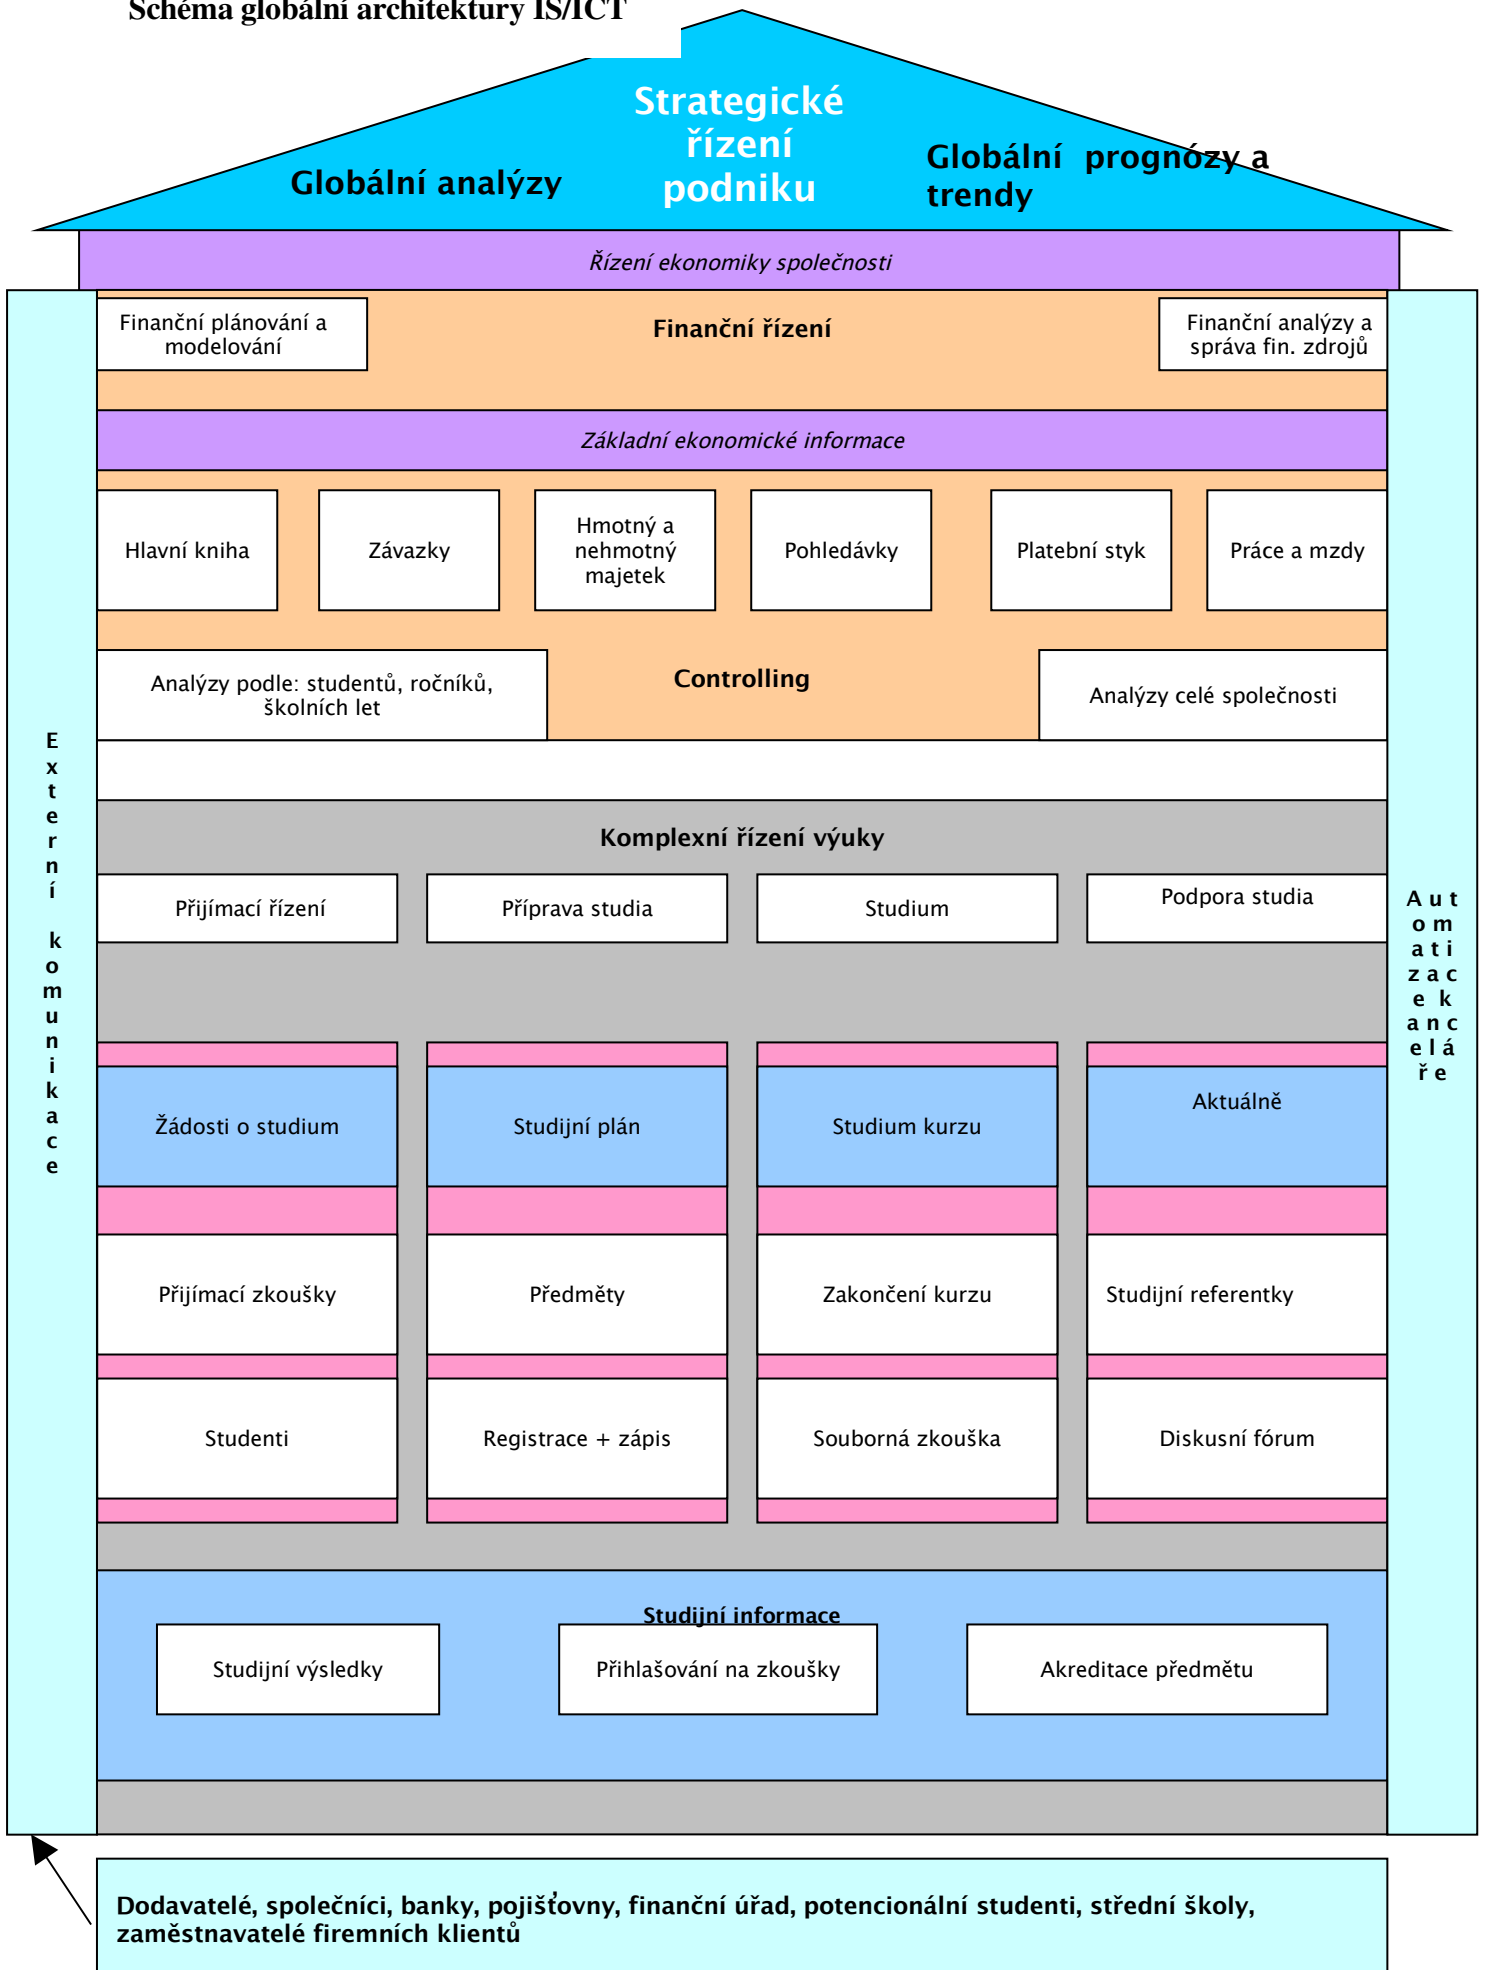 Schéma globální architektury IS/ICT
Strategické
řízení
podniku
Globální analýzy
Globální prognózy a
trendy
Řízení ekonomiky společnosti
Finanční plánování a
modelování
Finanční řízení
Finanční analýzy a
správa fin. zdrojů
Základní ekonomické informace
Hlavní kniha
Závazky
Hmotný a
nehmotný
majetek
Pohledávky
Platební styk
Práce a mzdy
Analýzy podle: studentů, ročníků,
školních let
Controlling
Analýzy celé společnosti
E
x
t
e
r
n
í
k
o
m
u
n
i
k
a
c
e
Komplexní řízení výuky
Přijímací řízení
Příprava studia
Studium
Podpora studia
A u t
o m
a t i
z a c
e k
a n c
e l á
ř e
Žádosti o studium
Studijní plán
Studium kurzu
Aktuálně
Přijímací zkoušky
Předměty
Zakončení kurzu
Studijní referentky
Studenti
Registrace + zápis
Souborná zkouška
Diskusní fórum
Studijní informace
Studijní výsledky
Přihlašování na zkoušky
Akreditace předmětu
Dodavatelé, společníci, banky, pojišťovny, finanční úřad, potencionální studenti, střední školy,
zaměstnavatelé firemních klientů